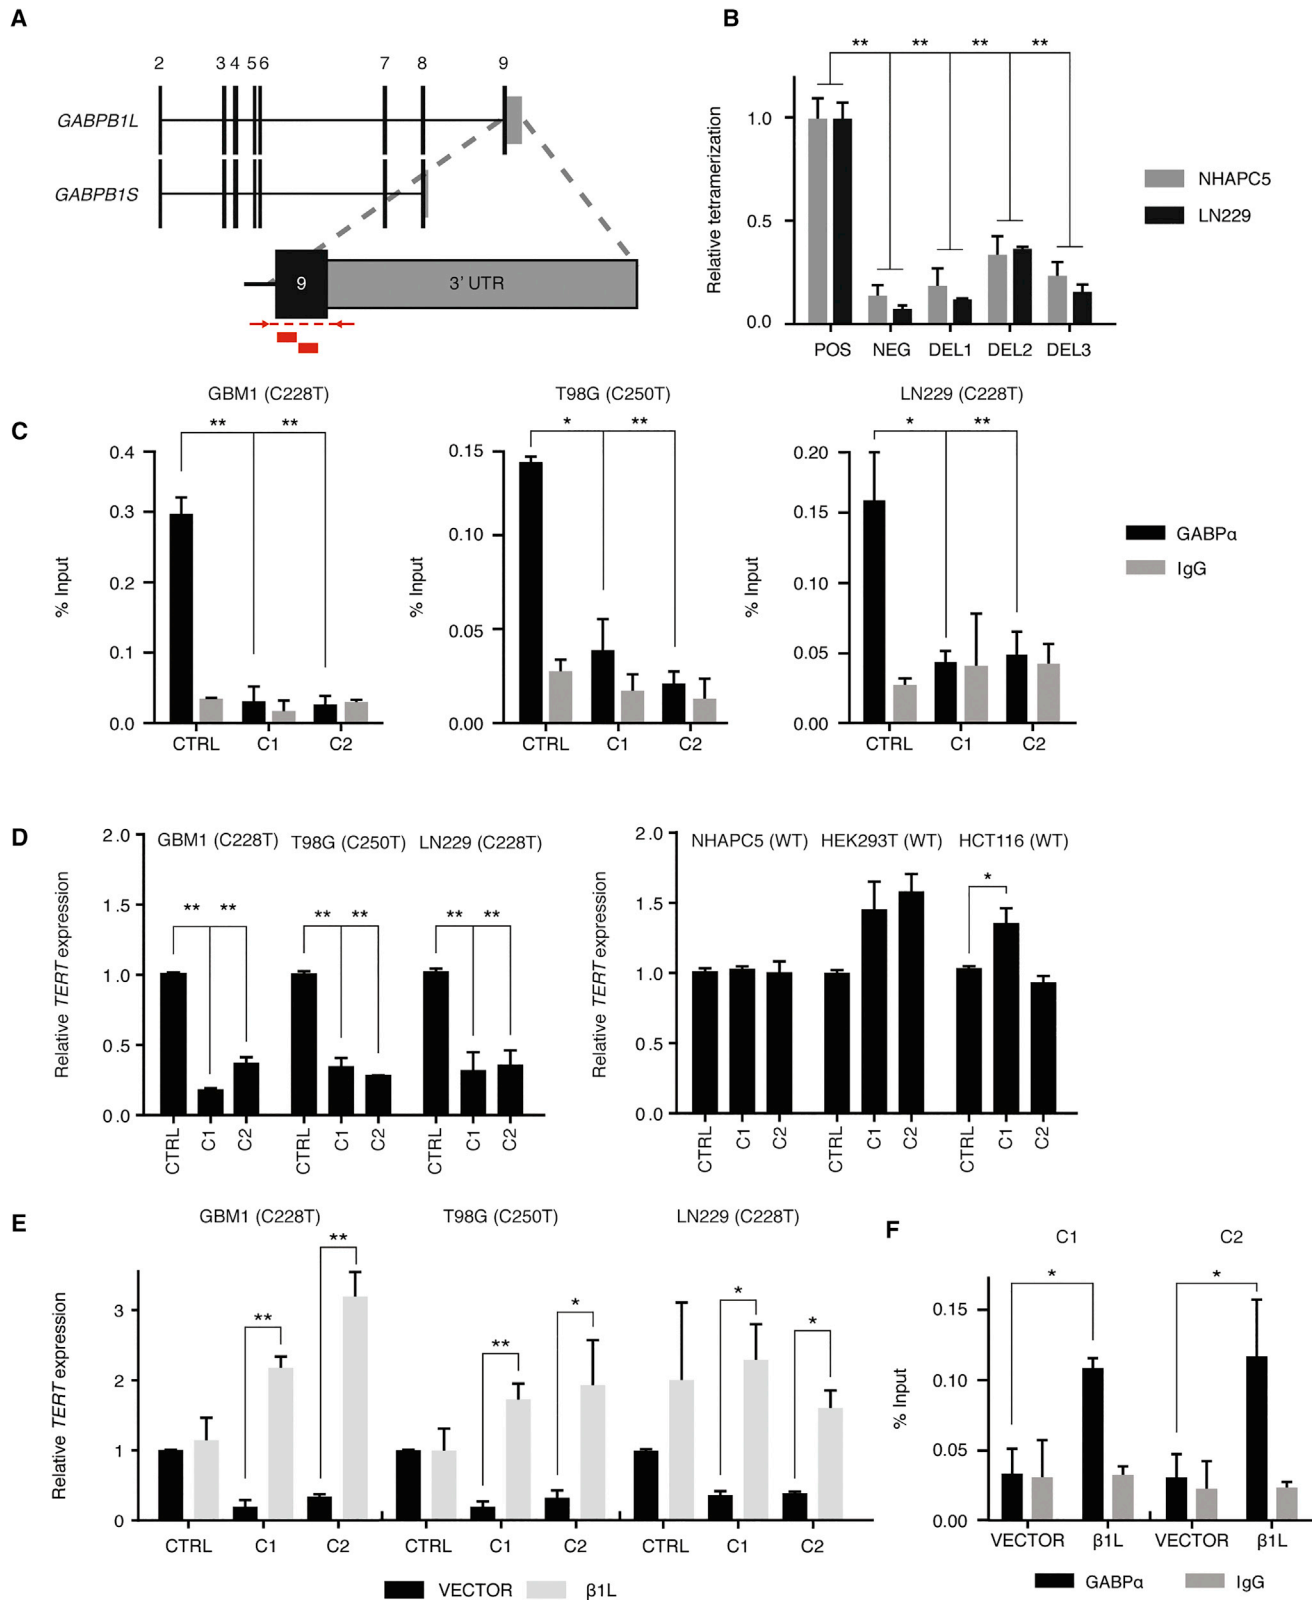 A
2 3 4 5 6 7 8 9
GABPB1L
GABPB1S
9
3' UTR
B
** ** ** **
Relative tetramerization
1.0
0.5
0.0
POS NEG DEL1 DEL2 DEL3
NHAPC5
LN229
C
GBM1 (C228T)
** **
% Input
0.4
0.3
0.2
0.1
0.0
CTRL C1 C2
T98G (C250T)
* **
% Input
0.15
0.10
0.05
0.00
CTRL C1 C2
LN229 (C228T)
* **
% Input
0.20
0.15
0.10
0.05
0.00
CTRL C1 C2
GABPα
IgG
D
Relative TERT expression
2.0
1.5
1.0
0.5
0.0
GBM1 (C228T) T98G (C250T) LN229 (C228T)
** ** ** ** ** **
CTRL C1 C2 CTRL C1 C2 CTRL C1 C2
Relative TERT expression
2.0
1.5
1.0
0.5
0.0
NHAPC5 (WT) HEK293T (WT) HCT116 (WT)
*
CTRL C1 C2 CTRL C1 C2 CTRL C1 C2
E
GBM1 (C228T) T98G (C250T) LN229 (C228T)
** ** ** * * *
Relative TERT expression
3
2
1
0
CTRL C1 C2 CTRL C1 C2 CTRL C1 C2
VECTOR β1L
F
C1 C2
* *
% Input
0.15
0.10
0.05
0.00
VECTOR β1L VECTOR β1L
GABPα IgG